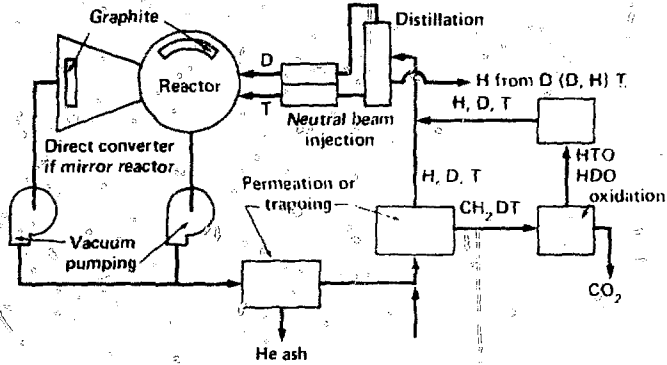 Graphite
Distillation
D
Reactor
T
H from D (D, H) T
Neutral beam
injection
H, D, T
Direct converter
if mirror reactor
HTO
HDO
oxidation
Permeation or
trapping
H, D, T
CH₂DT
Vacuum
pumping
CO₂
He ash